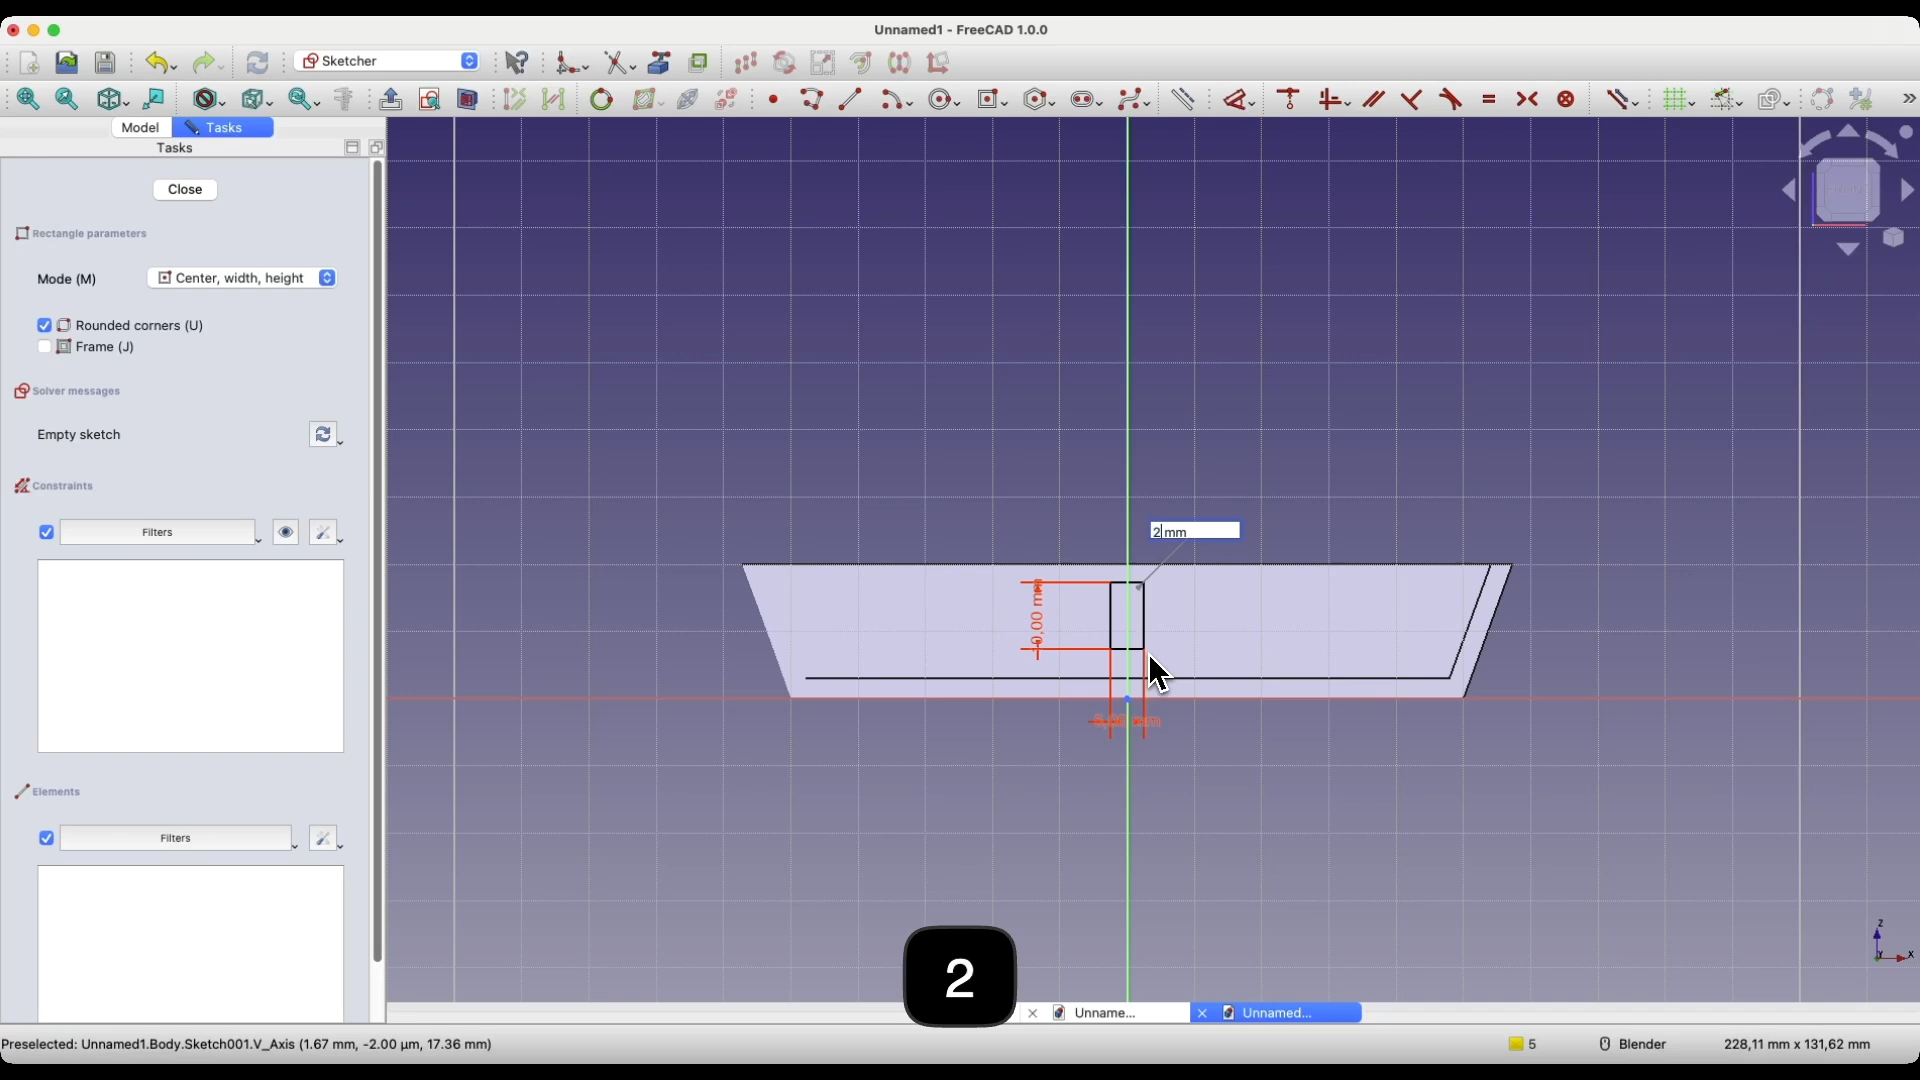 Unnamed1 - FreeCAD 1.0.0
Sketcher
Model
Tasks
Tasks
Close
Rectangle parameters
Mode (M)
Center, width, height
Rounded corners (U)
Frame (J)
Solver messages
Empty sketch
Constraints
Filters
Elements
Filters
2 mm
2
Unname...
Unnamed...
Z
Y
X
Preselected: Unnamed1.Body.Sketch001.V_Axis (1.67 mm, -2.00 µm, 17.36 mm)
5
Blender
228,11 mm x 131,62 mm